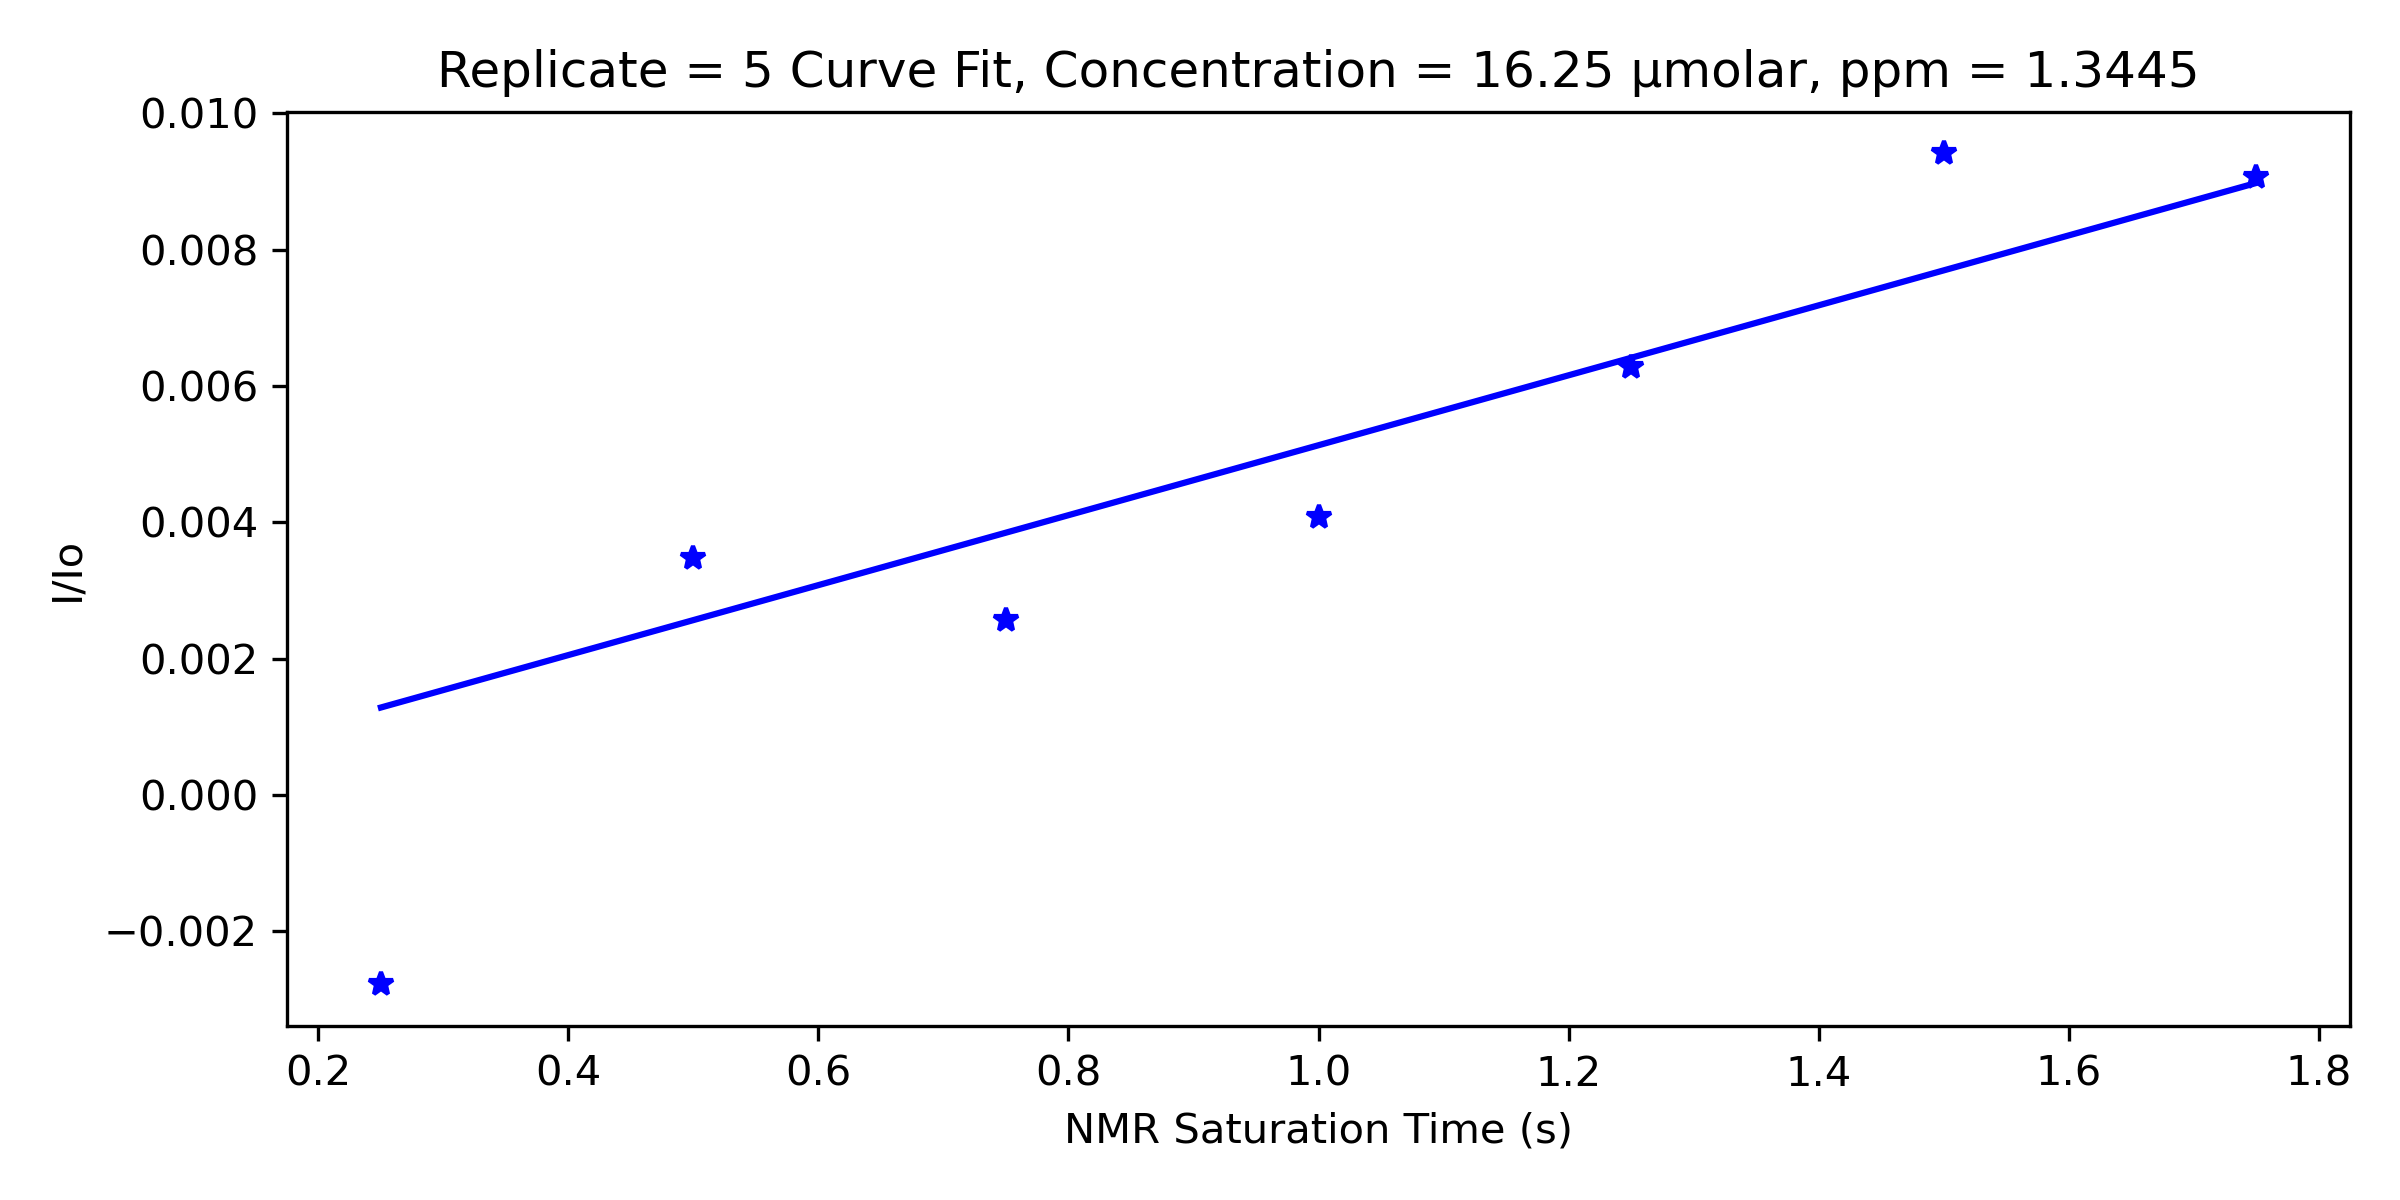 Replicate = 5 Curve Fit, Concentration = 16.25 µmolar, ppm = 1.3445
0.010
0.008
0.006
0.004
0.002
0.000
−0.002
I/Io
0.2 0.4 0.6 0.8 1.0 1.2 1.4 1.6 1.8
NMR Saturation Time (s)